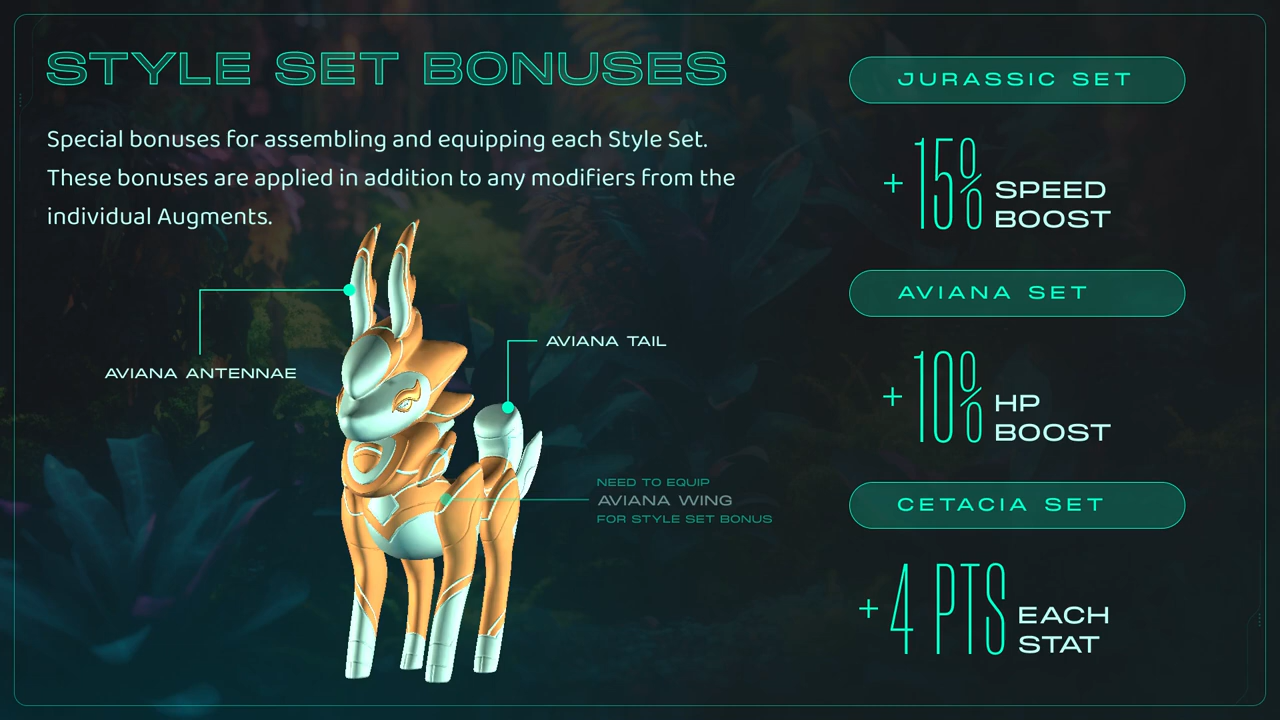 STYLE SET BONUSES
Special bonuses for assembling and equipping each Style Set.
These bonuses are applied in addition to any modifiers from the
individual Augments.
AVIANA ANTENNAE
AVIANA TAIL
NEED TO EQUIP
AVIANA WING
FOR STYLE SET BONUS
JURASSIC SET
+ 15% SPEED
BOOST
AVIANA SET
+ 10% HP
BOOST
CETACIA SET
+ 4 PTS EACH
STAT